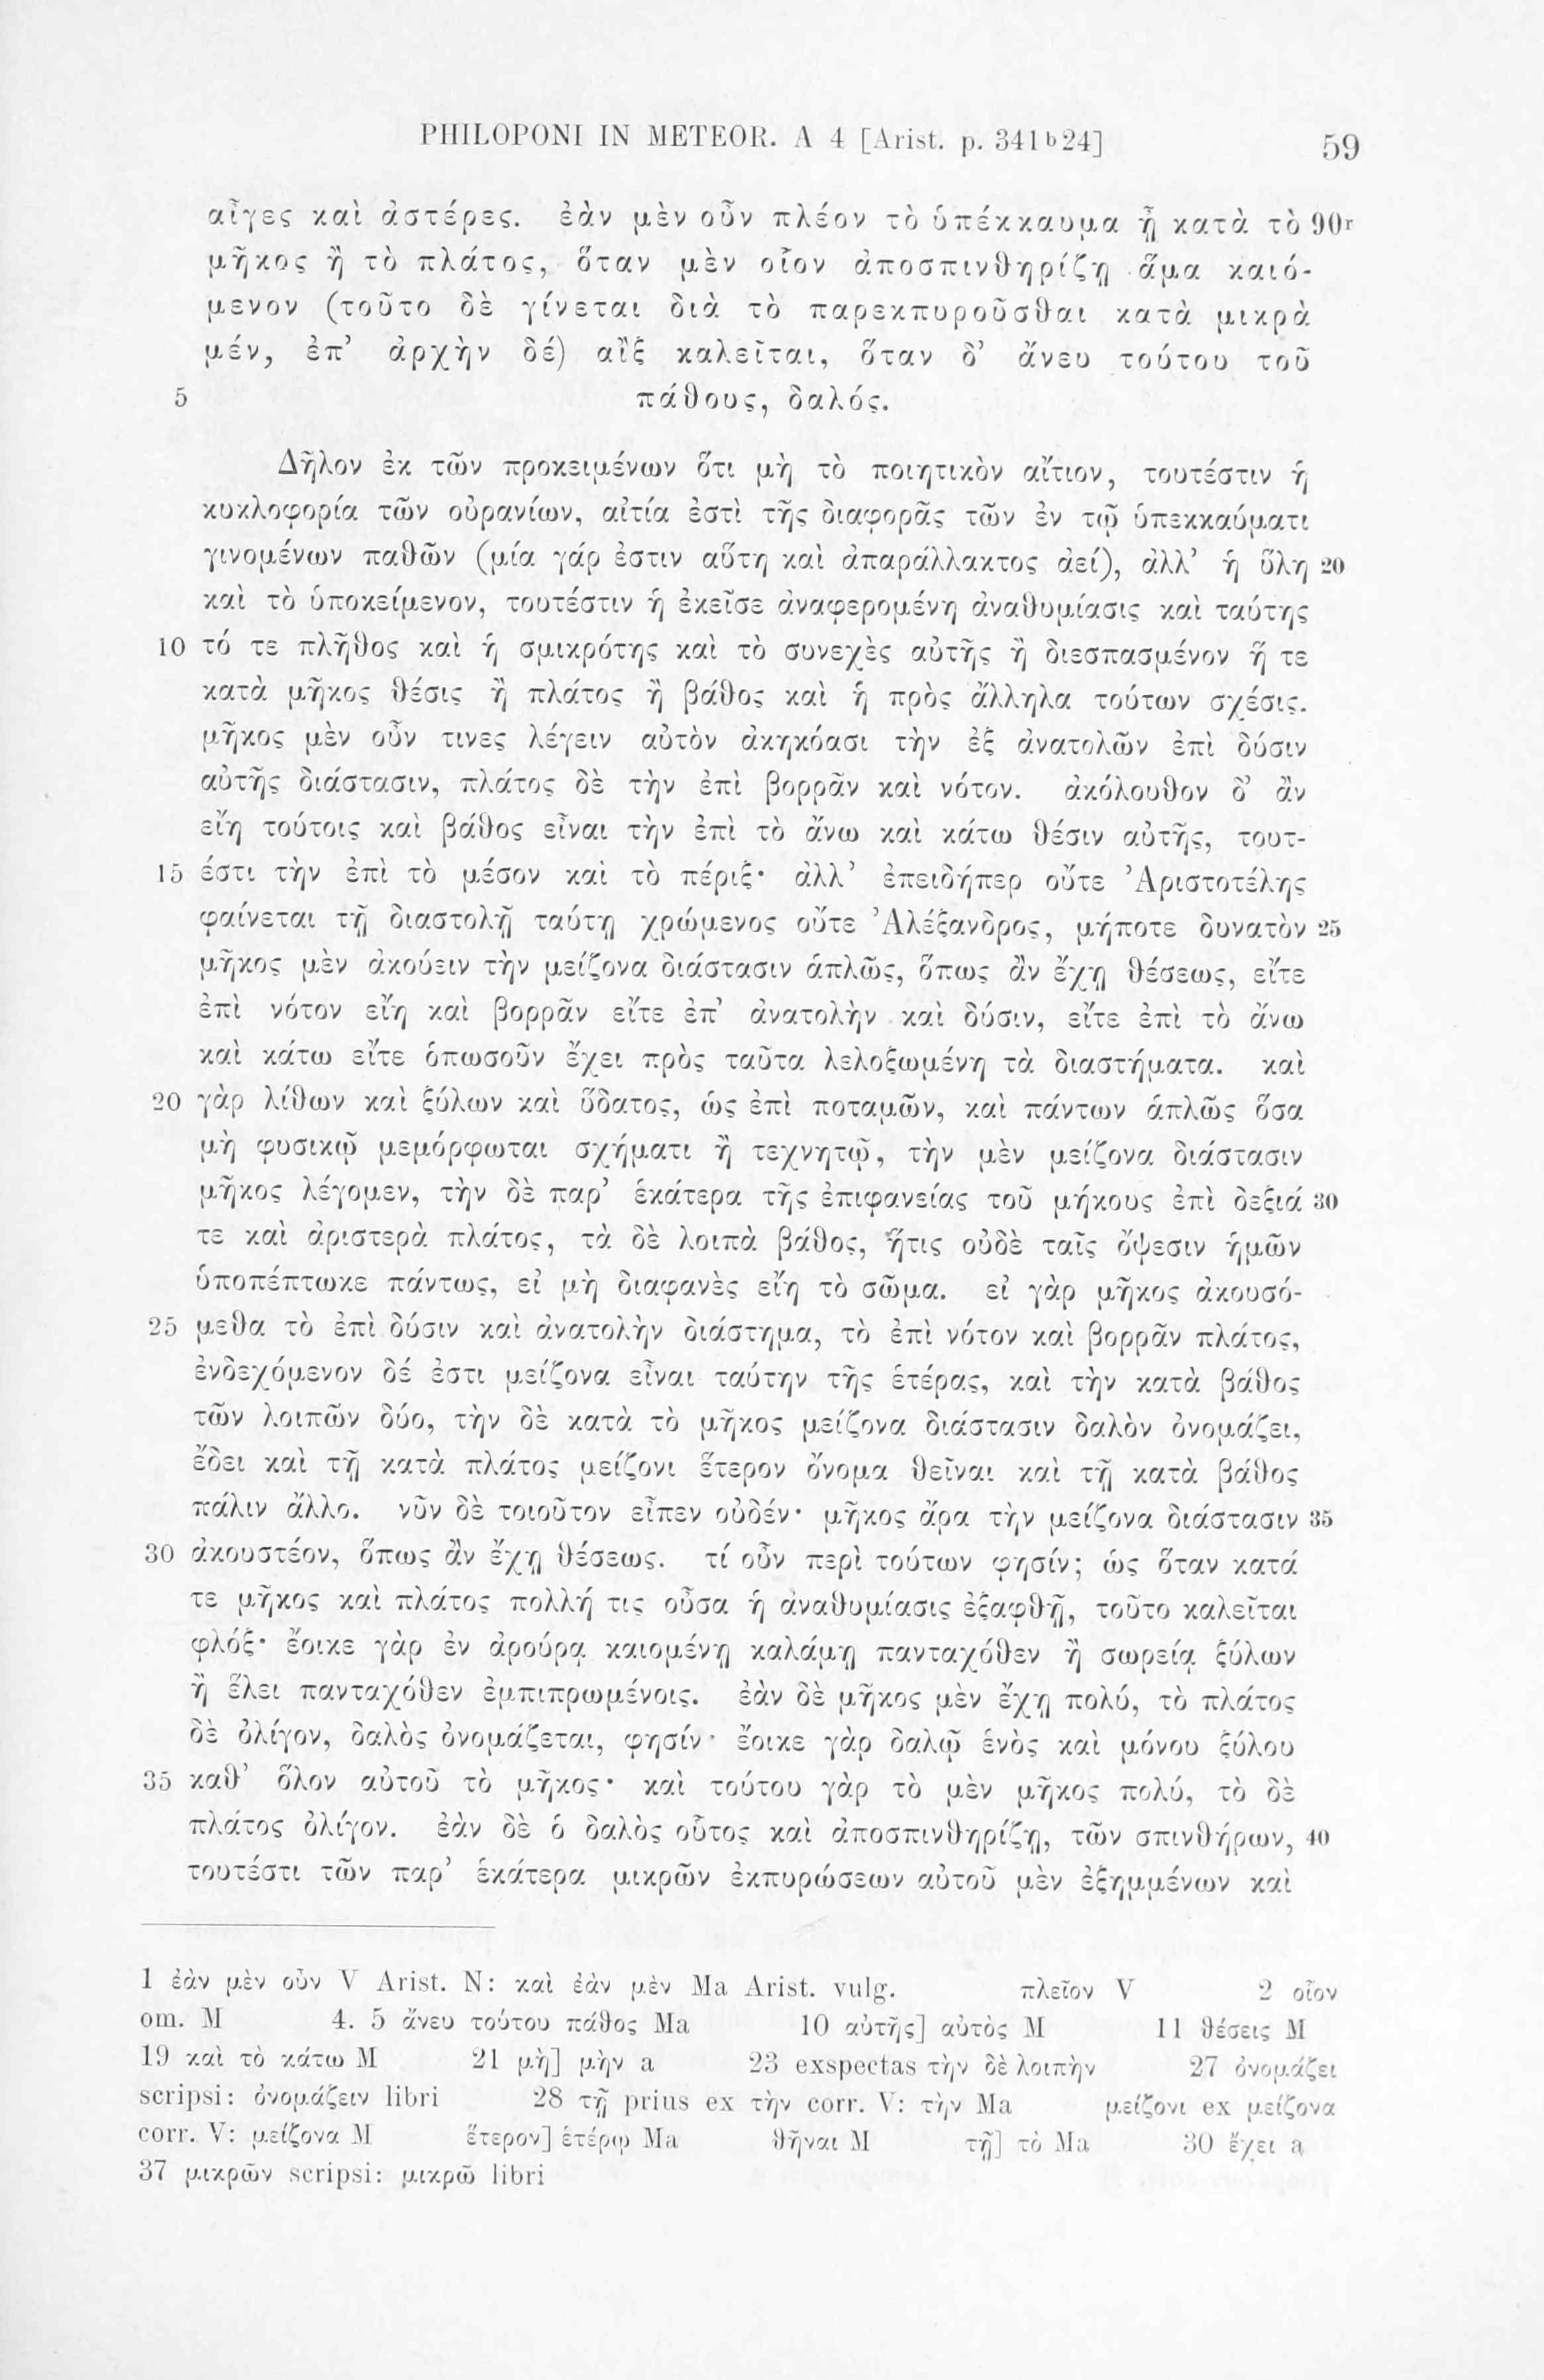 PHILOPONI IN METEOR. A 4 [Arist. p. 341ᵇ24] 59
αἶγες καὶ ἀστέρες. ἐὰν μὲν οὖν πλέον τὸ ὑπέκκαυμα ᾖ κατὰ τὸ 90ʳ
μῆκος ἢ τὸ πλάτος, ὅταν μὲν οἷον ἀποσπινθηρίζῃ ἅμα καιό-
μενον (τοῦτο δὲ γίνεται διὰ τὸ παρεκπυροῦσθαι κατὰ μικρὰ
μέν, ἐπ’ ἀρχὴν δέ) αἲξ καλεῖται, ὅταν δ’ ἄνευ τούτου τοῦ
5 πάθους, δαλός.
Δῆλον ἐκ τῶν προκειμένων ὅτι μὴ τὸ ποιητικὸν αἴτιον, τουτέστιν ἡ
κυκλοφορία τῶν οὐρανίων, αἰτία ἐστὶ τῆς διαφορᾶς τῶν ἐν τῷ ὑπεκκαύματι
γινομένων παθῶν (μία γάρ ἐστιν αὕτη καὶ ἀπαράλλακτος ἀεί), ἀλλ’ ἡ ὕλη 20
καὶ τὸ ὑποκείμενον, τουτέστιν ἡ ἐκεῖσε ἀναφερομένη ἀναθυμίασις καὶ ταύτης
10 τό τε πλῆθος καὶ ἡ σμικρότης καὶ τὸ συνεχὲς αὐτῆς ἢ διεσπασμένον ἥ τε
κατὰ μῆκος θέσις ἢ πλάτος ἢ βάθος καὶ ἡ πρὸς ἄλληλα τούτων σχέσις.
μῆκος μὲν οὖν τινες λέγειν αὐτὸν ἀκηκόασι τὴν ἐξ ἀνατολῶν ἐπὶ δύσιν
αὐτῆς διάστασιν, πλάτος δὲ τὴν ἐπὶ βορρᾶν καὶ νότον. ἀκόλουθον δ’ ἂν
εἴη τούτοις καὶ βάθος εἶναι τὴν ἐπὶ τὸ ἄνω καὶ κάτω θέσιν αὐτῆς, τουτ-
15 έστι τὴν ἐπὶ τὸ μέσον καὶ τὸ πέριξ· ἀλλ’ ἐπειδήπερ οὔτε Ἀριστοτέλης
φαίνεται τῇ διαστολῇ ταύτῃ χρώμενος οὔτε Ἀλέξανδρος, μήποτε δυνατὸν 25
μῆκος μὲν ἀκούειν τὴν μείζονα διάστασιν ἁπλῶς, ὅπως ἂν ἔχῃ θέσεως, εἴτε
ἐπὶ νότον εἴη καὶ βορρᾶν εἴτε ἐπ’ ἀνατολὴν καὶ δύσιν, εἴτε ἐπὶ τὸ ἄνω
καὶ κάτω εἴτε ὁπωσοῦν ἔχει πρὸς ταῦτα λελοξωμένη τὰ διαστήματα. καὶ
20 γὰρ λίθων καὶ ξύλων καὶ ὕδατος, ὡς ἐπὶ ποταμῶν, καὶ πάντων ἁπλῶς ὅσα
μὴ φυσικῷ μεμόρφωται σχήματι ἢ τεχνητῷ, τὴν μὲν μείζονα διάστασιν
μῆκος λέγομεν, τὴν δὲ παρ’ ἑκάτερα τῆς ἐπιφανείας τοῦ μήκους ἐπὶ δεξιά 30
τε καὶ ἀριστερὰ πλάτος, τὰ δὲ λοιπὰ βάθος, ἥτις οὐδὲ ταῖς ὄψεσιν ἡμῶν
ὑποπέπτωκε πάντως, εἰ μὴ διαφανὲς εἴη τὸ σῶμα. εἰ γὰρ μῆκος ἀκουσό-
25 μεθα τὸ ἐπὶ δύσιν καὶ ἀνατολὴν διάστημα, τὸ ἐπὶ νότον καὶ βορρᾶν πλάτος,
ἐνδεχόμενον δέ ἐστι μείζονα εἶναι ταύτην τῆς ἑτέρας, καὶ τὴν κατὰ βάθος
τῶν λοιπῶν δύο, τὴν δὲ κατὰ τὸ μῆκος μείζονα διάστασιν δαλὸν ὀνομάζει,
ἔδει καὶ τῇ κατὰ πλάτος μείζονι ἕτερον ὄνομα θεῖναι καὶ τῇ κατὰ βάθος
πάλιν ἄλλο. νῦν δὲ τοιοῦτον εἶπεν οὐδέν· μῆκος ἄρα τὴν μείζονα διάστασιν 35
30 ἀκουστέον, ὅπως ἂν ἔχῃ θέσεως. τί οὖν περὶ τούτων φησίν; ὡς ὅταν κατά
τε μῆκος καὶ πλάτος πολλή τις οὖσα ἡ ἀναθυμίασις ἐξαφθῇ, τοῦτο καλεῖται
φλόξ· ἔοικε γὰρ ἐν ἀρούρᾳ καιομένῃ καλάμῃ πανταχόθεν ἢ σωρείᾳ ξύλων
ἢ ἕλει πανταχόθεν ἐμπιπρωμένοις. ἐὰν δὲ μῆκος μὲν ἔχῃ πολύ, τὸ πλάτος
δὲ ὀλίγον, δαλὸς ὀνομάζεται, φησίν· ἔοικε γὰρ δαλῷ ἑνὸς καὶ μόνου ξύλου
35 καθ’ ὅλον αὐτοῦ τὸ μῆκος· καὶ τούτου γὰρ τὸ μὲν μῆκος πολύ, τὸ δὲ
πλάτος ὀλίγον. ἐὰν δὲ ὁ δαλὸς οὗτος καὶ ἀποσπινθηρίζῃ, τῶν σπινθήρων, 40
τουτέστι τῶν παρ’ ἑκάτερα μικρῶν ἐκπυρώσεων αὐτοῦ μὲν ἐξημμένων καὶ
1 ἐὰν μὲν οὖν V Arist. N: καὶ ἐὰν μὲν Ma Arist. vulg. πλεῖον V 2 οἷον
om. M 4. 5 ἄνευ τούτου πάθος Ma 10 αὐτῆς] αὐτὸς M 11 θέσεις M
19 καὶ τὸ κάτω M 21 μὴ] μὴν a 23 exspectas τὴν δὲ λοιπὴν 27 ὀνομάζει
scripsi: ὀνομάζειν libri 28 τῇ prius ex τὴν corr. V: τὴν Ma μείζονι ex μείζονα
corr. V: μείζονα M ἕτερον] ἑτέρῳ Ma θῆναι M τῇ] τὸ Ma 30 ἔχει a
37 μικρῶν scripsi: μικρῶ libri